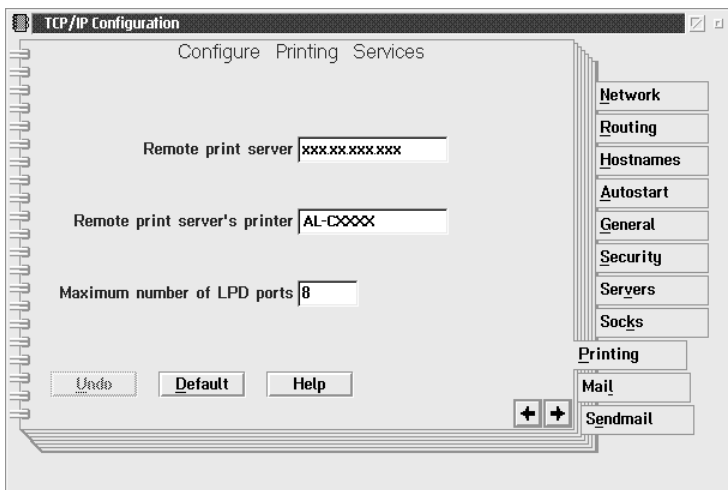 TCP/IP Configuration
Configure Printing Services
Remote print server xxx.xx.xxx.xxx
Remote print server's printer AL-CXXXX
Maximum number of LPD ports 8
Undo Default Help
Network
Routing
Hostnames
Autostart
General
Security
Servers
Socks
Printing
Mail
Sendmail